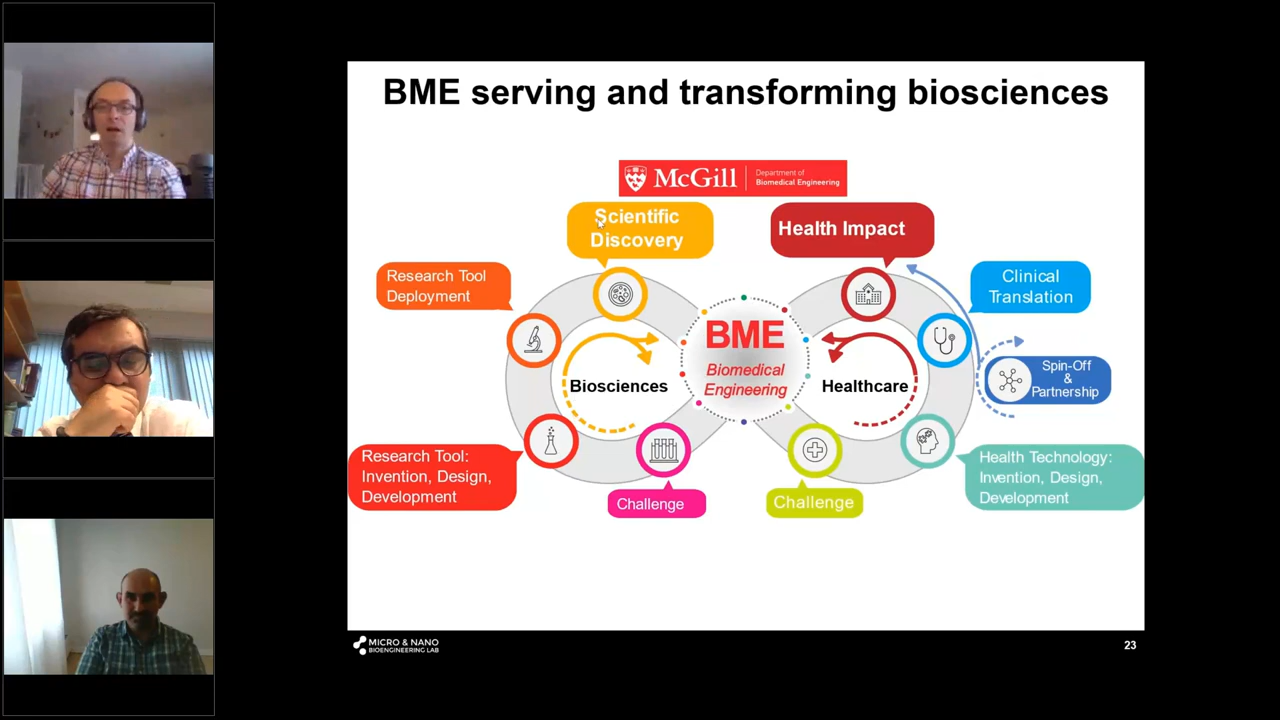 BME serving and transforming biosciences
McGill
Department of
Biomedical Engineering
Scientific
Discovery
Health Impact
Research Tool
Deployment
Clinical
Translation
BME
Biomedical
Engineering
Biosciences
Healthcare
Spin-Off
&
Partnership
Research Tool:
Invention, Design,
Development
Challenge
Challenge
Health Technology:
Invention, Design,
Development
MICRO & NANO
BIOENGINEERING LAB
23